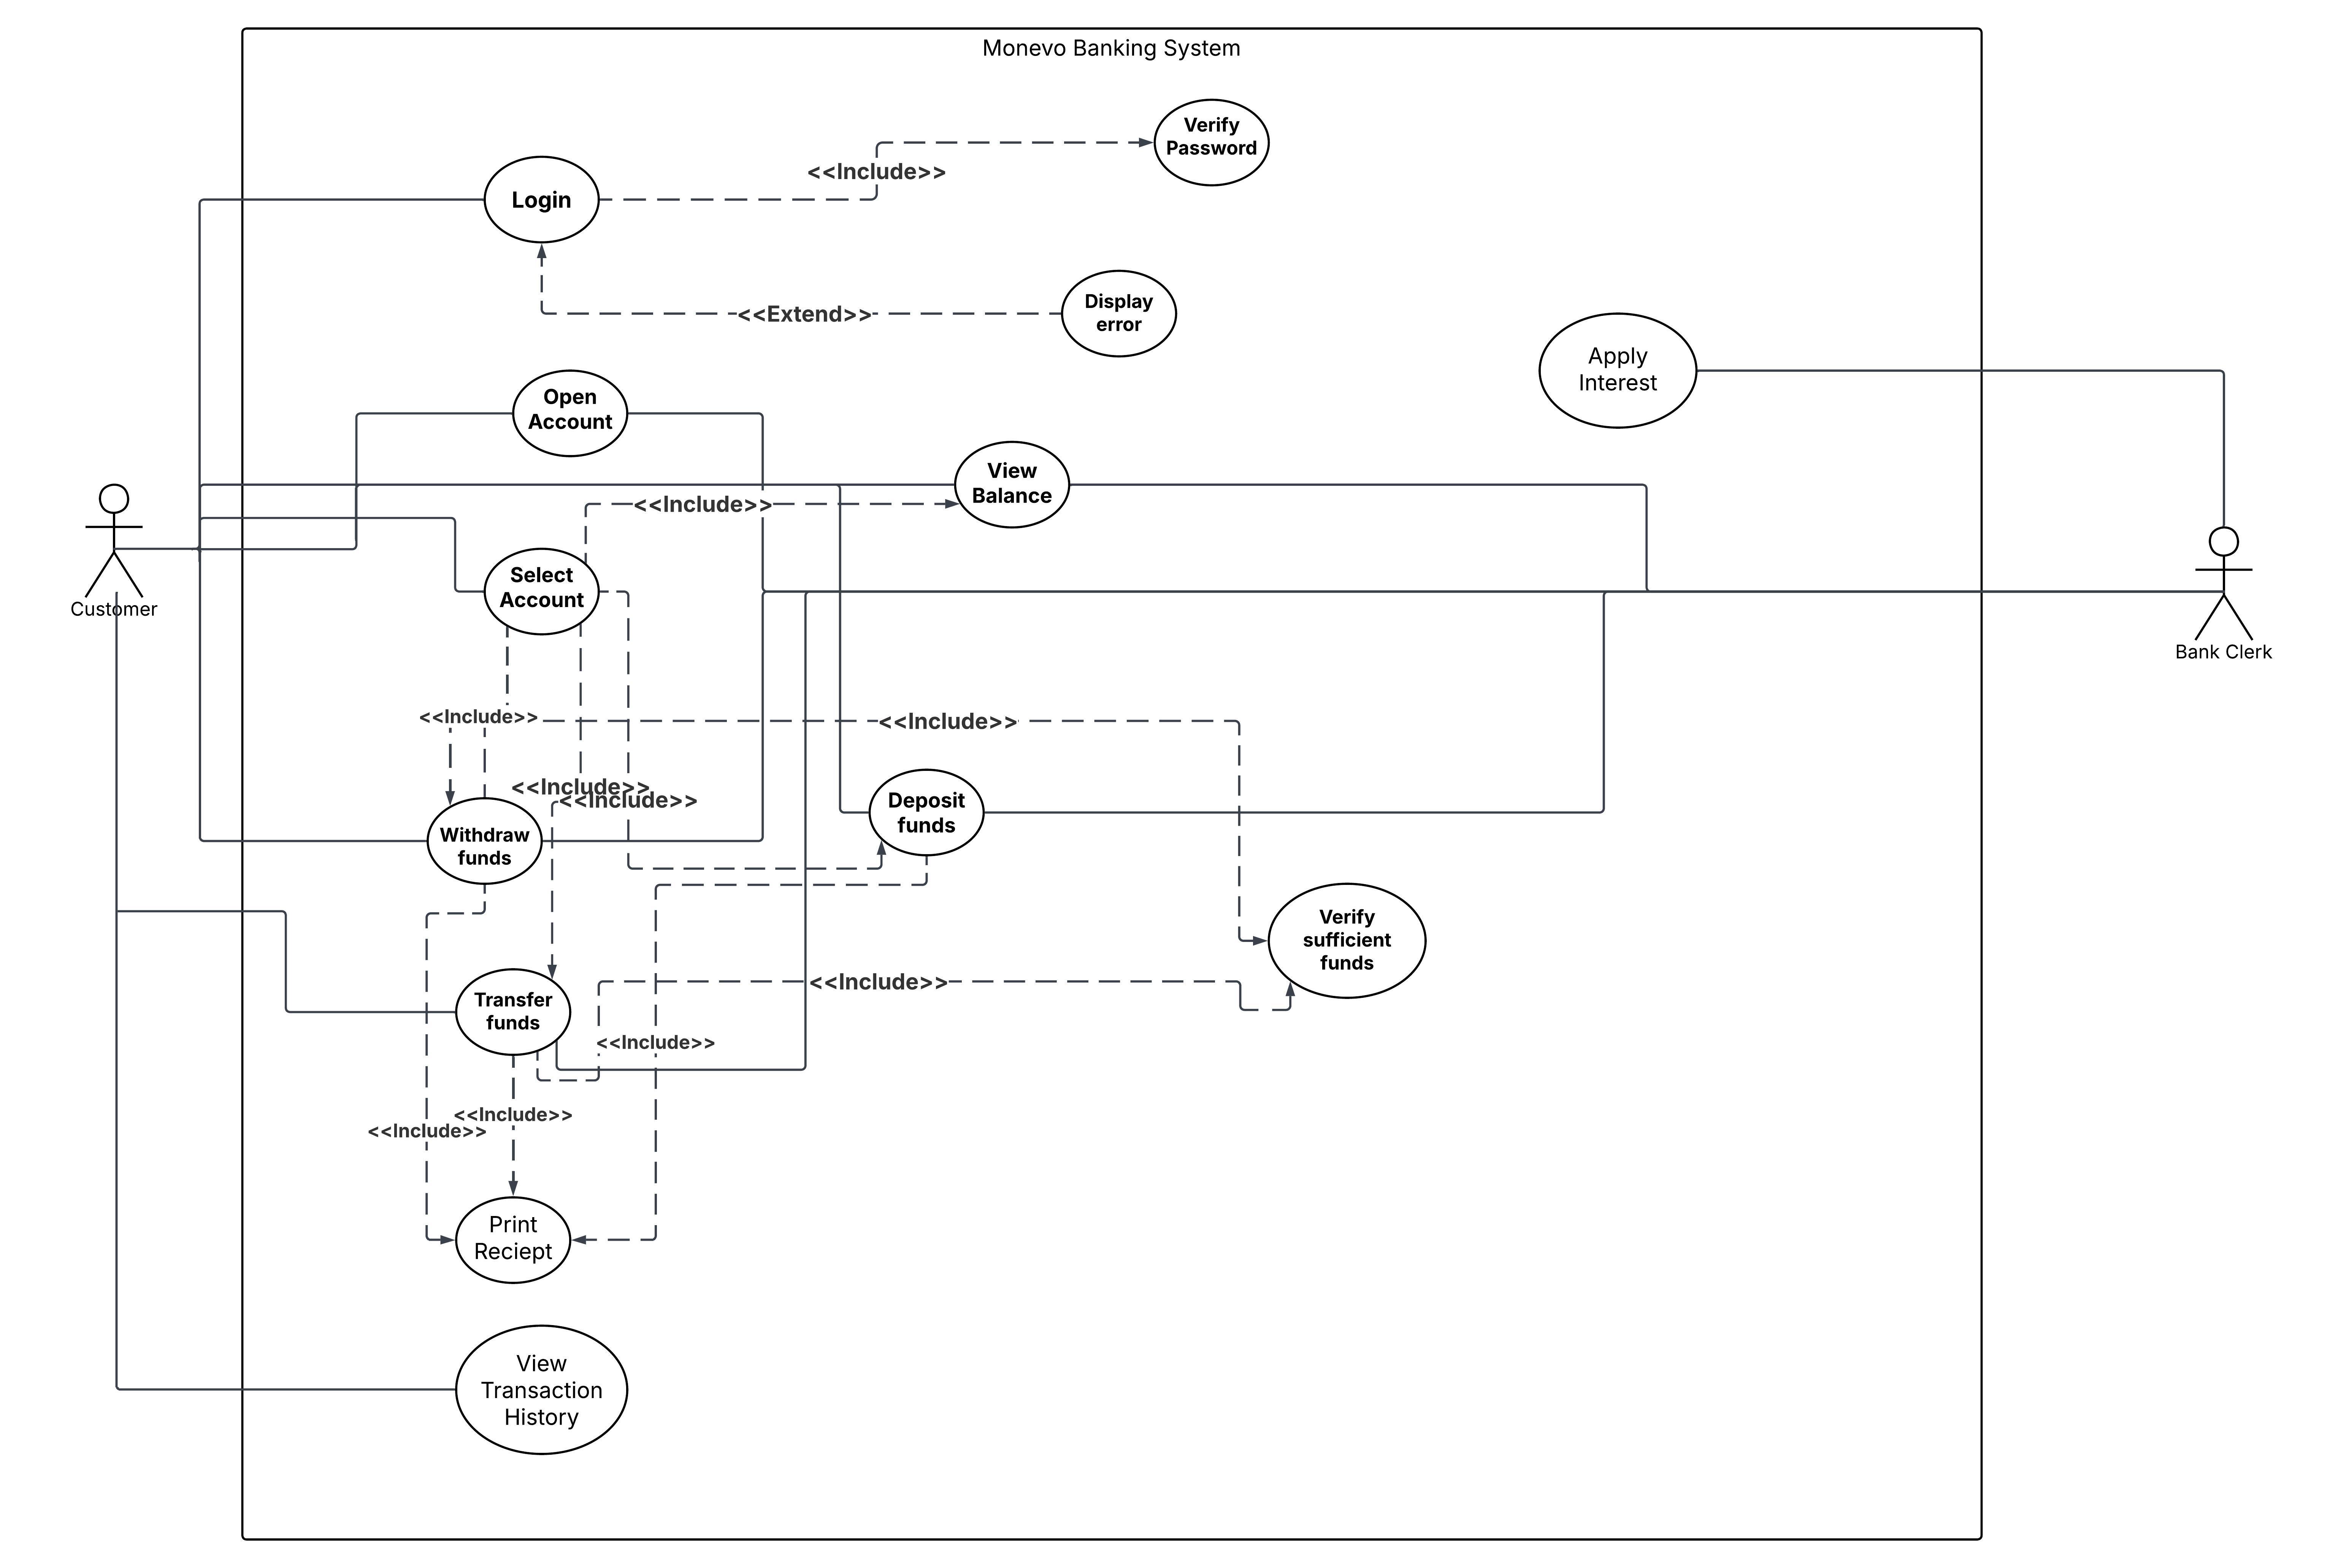 Monevo Banking System
Verify
Password
<<Include>>
Login
Display
error
<<Extend>>
Apply
Interest
Open
Account
View
Balance
<<Include>>
Select
Account
Customer
Bank Clerk
<<Include>>
<<Include>>
<<Include>>
<<Include>>
Deposit
funds
Withdraw
funds
Verify
sufficient
funds
<<Include>>
Transfer
funds
<<Include>>
<<Include>>
<<Include>>
Print
Reciept
View
Transaction
History